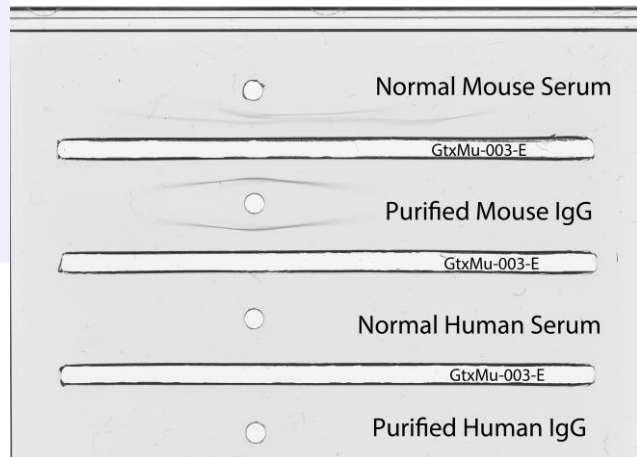 Normal Mouse Serum
GtxMu-003-E
Purified Mouse IgG
GtxMu-003-E
Normal Human Serum
GtxMu-003-E
Purified Human IgG